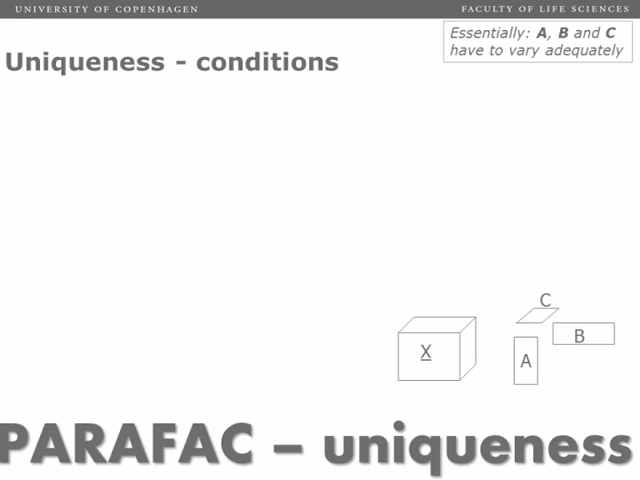 UNIVERSITY OF COPENHAGEN
FACULTY OF LIFE SCIENCES
Essentially: A, B and C
have to vary adequately
Uniqueness - conditions
C
B
X
A
PARAFAC – uniqueness